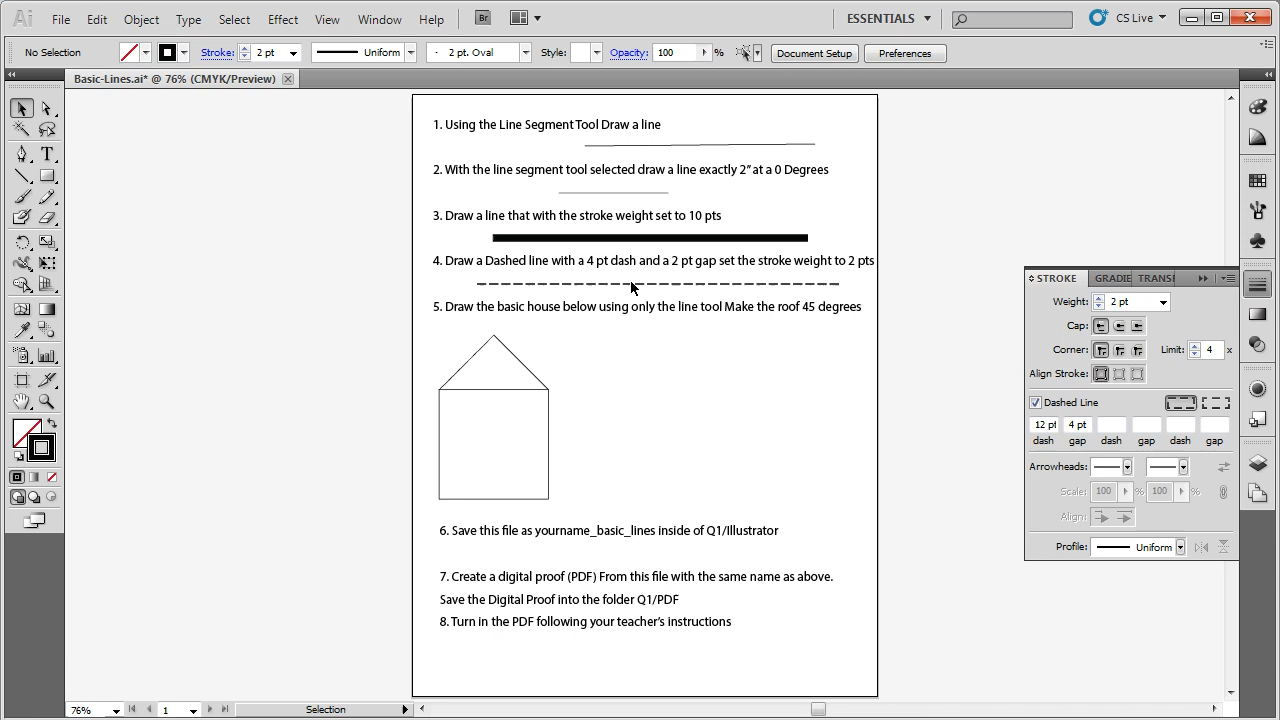 Ai File Edit Object Type Select Effect View Window Help Br ESSENTIALS CS Live
No Selection Stroke: 2 pt Uniform 2 pt. Oval Style: Opacity: 100 % Document Setup Preferences
Basic-Lines.ai* @ 76% (CMYK/Preview)
1. Using the Line Segment Tool Draw a line
2. With the line segment tool selected draw a line exactly 2” at a 0 Degrees
3. Draw a line that with the stroke weight set to 10 pts
4. Draw a Dashed line with a 4 pt dash and a 2 pt gap set the stroke weight to 2 pts
5. Draw the basic house below using only the line tool Make the roof 45 degrees
6. Save this file as yourname_basic_lines inside of Q1/Illustrator
7. Create a digital proof (PDF) From this file with the same name as above.
Save the Digital Proof into the folder Q1/PDF
8. Turn in the PDF following your teacher’s instructions
STROKE GRADIE TRANSI
Weight: 2 pt
Cap:
Corner: Limit: 4 x
Align Stroke:
Dashed Line
12 pt 4 pt
dash gap dash gap dash gap
Arrowheads:
Scale: 100 % 100 %
Align:
Profile: Uniform
76% 1 Selection